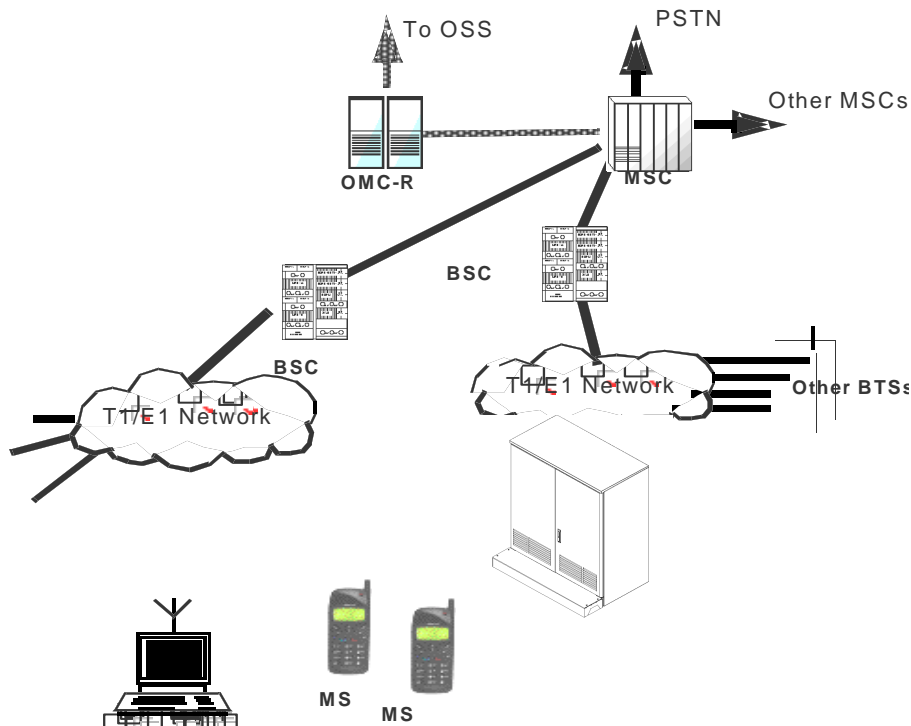 To OSS
PSTN
Other MSCs
OMC-R
MSC
BSC
BSC
T1/E1 Network
T1/E1 Network
Other BTSs
MS
MS